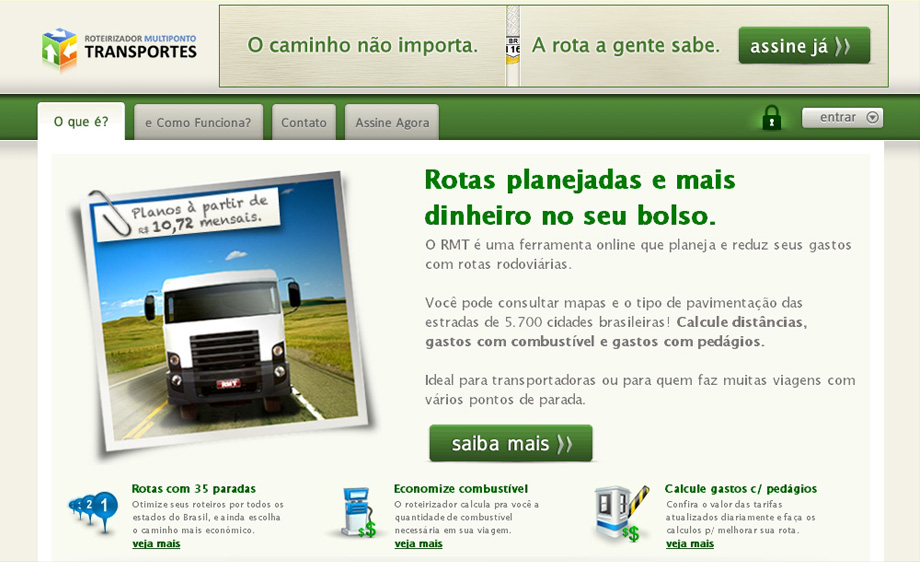 ROTEIRIZADOR MULTIPONTO
TRANSPORTES
O caminho não importa.
BR
116
A rota a gente sabe.
assine já
O que é?
e Como Funciona?
Contato
Assine Agora
entrar
Planos à partir de
R$ 10,72 mensais.
RMT
Rotas planejadas e mais
dinheiro no seu bolso.
O RMT é uma ferramenta online que planeja e reduz seus gastos
com rotas rodoviárias.
Você pode consultar mapas e o tipo de pavimentação das
estradas de 5.700 cidades brasileiras! Calcule distâncias,
gastos com combustível e gastos com pedágios.
Ideal para transportadoras ou para quem faz muitas viagens com
vários pontos de parada.
saiba mais
2 1
Rotas com 35 paradas
Otimize seus roteiros por todos os
estados do Brasil, e ainda escolha
o caminho mais econômico.
veja mais
$$
Economize combustível
O roteirizador calcula pra você a
quantidade de combustível
necessária em sua viagem.
veja mais
$$
Calcule gastos c/ pedágios
Confira o valor das tarifas
atualizados diariamente e faça os
calculos p/ melhorar sua rota.
veja mais